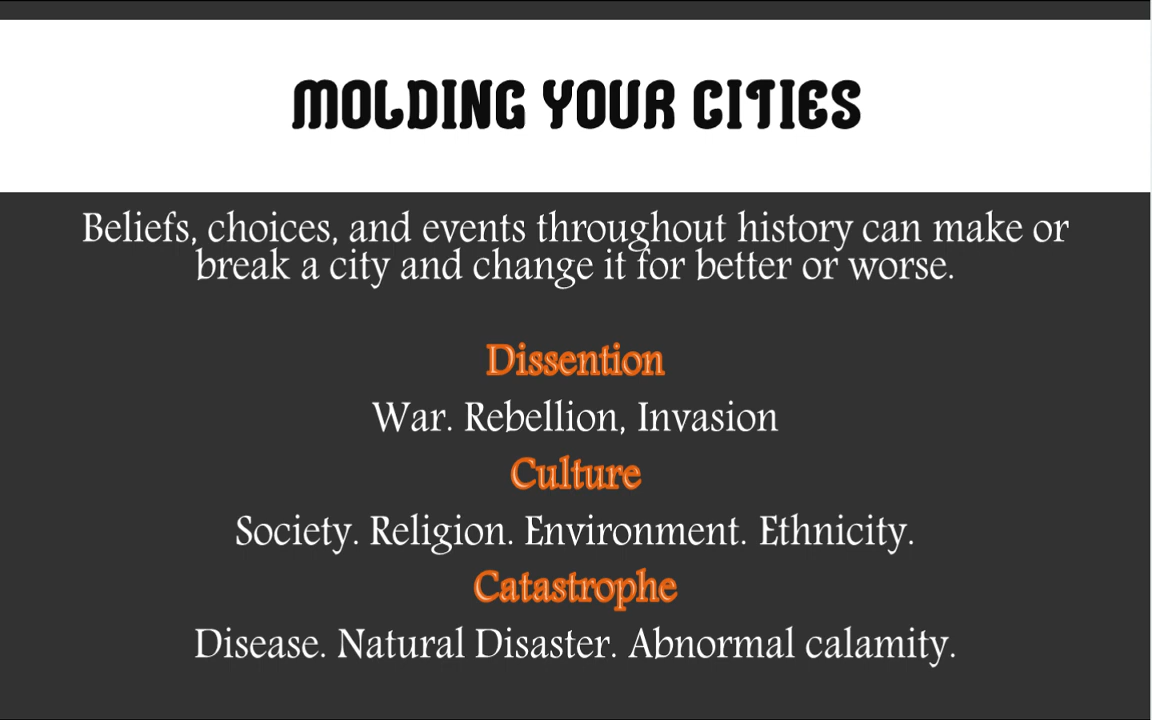 MOLDING YOUR CITIES
Beliefs, choices, and events throughout history can make or
break a city and change it for better or worse.
Dissention
War. Rebellion, Invasion
Culture
Society. Religion. Environment. Ethnicity.
Catastrophe
Disease. Natural Disaster. Abnormal calamity.